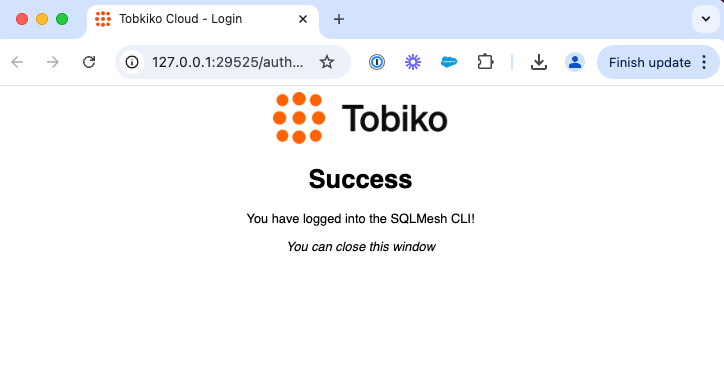 Tobkiko Cloud - Login
127.0.0.1:29525/auth...
Finish update
Tobiko
Success
You have logged into the SQLMesh CLI!
You can close this window